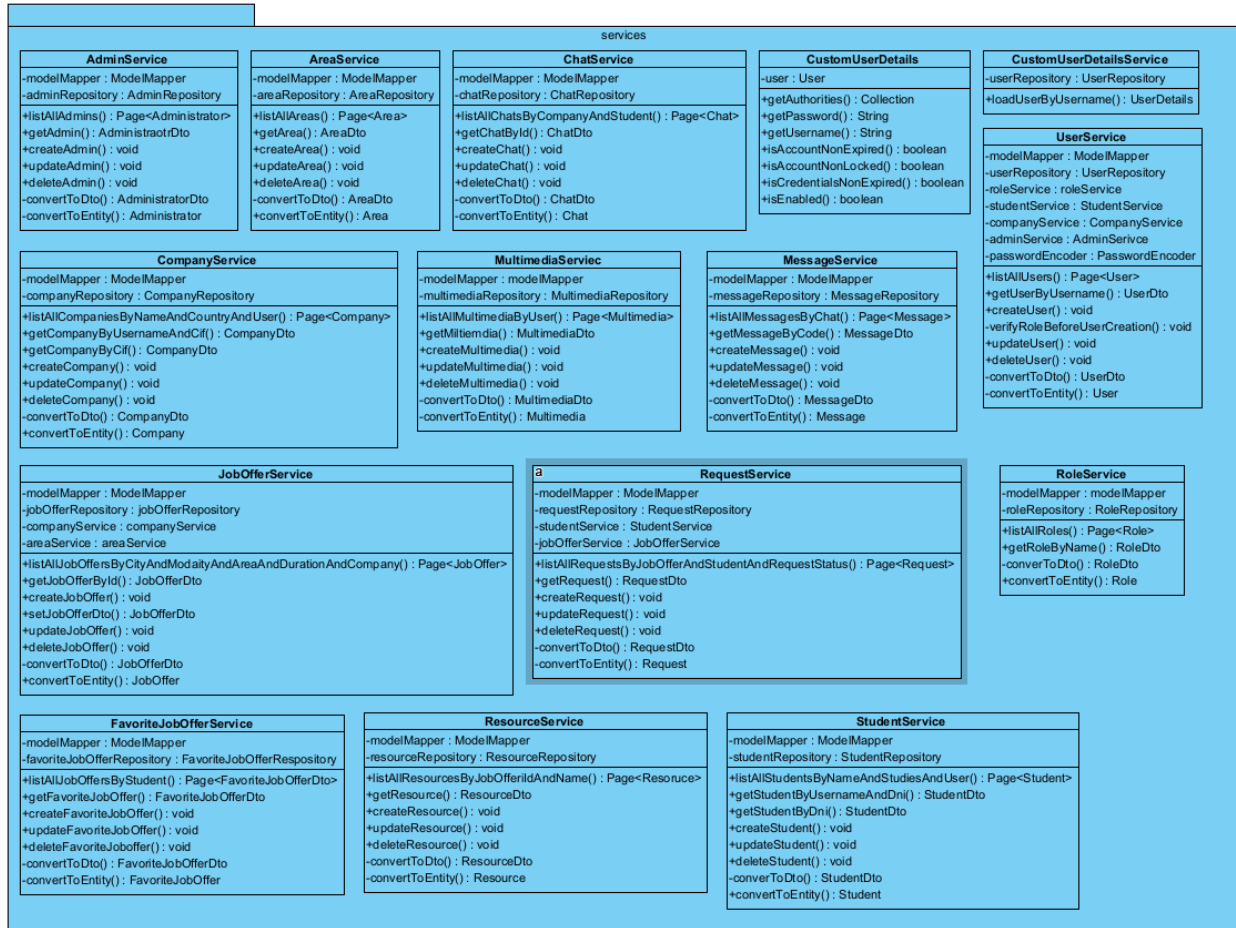 services
AdminService
-modelMapper : ModelMapper
-adminRepository : AdminRepository
+listAllAdmins() : Page<Administrator>
+getAdmin() : AdministraotrDto
+createAdmin() : void
+updateAdmin() : void
+deleteAdmin() : void
-convertToDto() : AdministratorDto
-convertToEntity() : Administrator
AreaService
-modelMapper : ModelMapper
-areaRepository : AreaRepository
+listAllAreas() : Page<Area>
+getArea() : AreaDto
+createArea() : void
+updateArea() : void
+deleteArea() : void
-convertToDto() : AreaDto
+convertToEntity() : Area
ChatService
-modelMapper : ModelMapper
-chatRepository : ChatRepository
+listAllChatsByCompanyAndStudent() : Page<Chat>
+getChatById() : ChatDto
+createChat() : void
+updateChat() : void
+deleteChat() : void
-convertToDto() : ChatDto
-convertToEntity() : Chat
CustomUserDetails
-user : User
+getAuthorities() : Collection
+getPassword() : String
+getUsername() : String
+isAccountNonExpired() : boolean
+isAccountNonLocked() : boolean
+isCredentialsNonExpired() : boolean
+isEnabled() : boolean
CustomUserDetailsService
-userRepository : UserRepository
+loadUserByUsername() : UserDetails
UserService
-modelMapper : ModelMapper
-userRepository : UserRepository
-roleService : roleService
-studentService : StudentService
-companyService : CompanyService
-adminService : AdminSerivce
-passwordEncoder : PasswordEncoder
+listAllUsers() : Page<User>
+getUserByUsername() : UserDto
+createUser() : void
-verifyRoleBeforeUserCreation() : void
+updateUser() : void
+deleteUser() : void
-convertToDto() : UserDto
-convertToEntity() : User
CompanyService
-modelMapper : ModelMapper
-companyRepository : CompanyRepository
+listAllCompaniesByNameAndCountryAndUser() : Page<Company>
+getCompanyByUsernameAndCif() : CompanyDto
+getCompanyByCif() : CompanyDto
+createCompany() : void
+updateCompany() : void
+deleteCompany() : void
-convertToDto() : CompanyDto
+convertToEntity() : Company
MultimediaServiec
-modelMapper : modelMapper
-multimediaRepository : MultimediaRepository
+listAllMultimediaByUser() : Page<Multimedia>
+getMiltiemdia() : MultimediaDto
+createMultimedia() : void
+updateMultimedia() : void
+deleteMultimedia() : void
-convertToDto() : MultimediaDto
-convertToEntity() : Multimedia
MessageService
-modelMapper : ModelMapper
-messageRepository : MessageRepository
+listAllMessagesByChat() : Page<Message>
+getMessageByCode() : MessageDto
+createMessage() : void
+updateMessage() : void
+deleteMessage() : void
-convertToDto() : MessageDto
-convertToEntity() : Message
JobOfferService
-modelMapper : ModelMapper
-jobOfferRepository : jobOfferRepository
-companyService : companyService
-areaService : areaService
+listAllJobOffersByCityAndModaityAndAreaAndDurationAndCompany() : Page<JobOffer>
+getJobOfferById() : JobOfferDto
+createJobOffer() : void
+setJobOfferDto() : JobOfferDto
+updateJobOffer() : void
+deleteJobOffer() : void
-convertToDto() : JobOfferDto
+convertToEntity() : JobOffer
a
RequestService
-modelMapper : ModelMapper
-requestRepository : RequestRepository
-studentService : StudentService
-jobOfferService : JobOfferService
+listAllRequestsByJobOfferAndStudentAndRequestStatus() : Page<Request>
+getRequest() : RequestDto
+createRequest() : void
+updateRequest() : void
+deleteRequest() : void
-convertToDto() : RequestDto
-convertToEntity() : Request
RoleService
-modelMapper : modelMapper
-roleRepository : RoleRepository
+listAllRoles() : Page<Role>
+getRoleByName() : RoleDto
-converToDto() : RoleDto
+convertToEntity : Role
FavoriteJobOfferService
-modelMapper : ModelMapper
-favoriteJobOfferRepository : FavoriteJobOfferRespository
+listAllJobOffersByStudent() : Page<FavoriteJobOfferDto>
+getFavoriteJobOffer() : FavoriteJobOfferDto
+createFavoriteJobOffer() : void
+updateFavoriteJobOffer() : void
+deleteFavoriteJoboffer() : void
-convertToDto() : FavoriteJobOfferDto
-convertToEntity() : FavoriteJobOffer
ResourceService
-modelMapper : ModelMapper
-resourceRepository : ResourceRepository
+listAllResourcesByJobOfferiIdAndName() : Page<Resoruce>
+getResource() : ResourceDto
+createResource() : void
+updateResource() : void
+deleteResource() : void
-convertToDto() : ResourceDto
-convertToEntity() : Resource
StudentService
-modelMapper : ModelMapper
-studentRepository : StudentRepository
+listAllStudentsByNameAndStudiesAndUser() : Page<Student>
+getStudentByUsernameAndDni() : StudentDto
+getStudentByDni() : StudentDto
+createStudent() : void
+updateStudent() : void
+deleteStudent() : void
-converToDto() : StudentDto
+convertToEntity() : Student